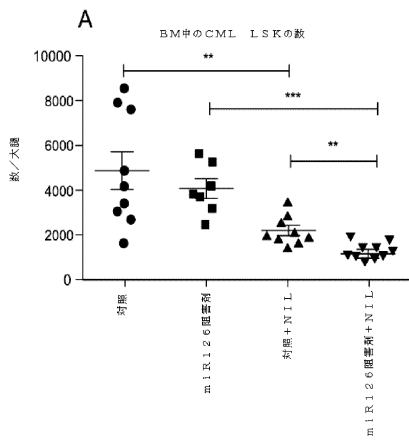 A
BM中のCML LSKの数
**
***
**
数/大腿
10000
8000
6000
4000
2000
0
対照
miR126阻害剤
対照+NIL
miR126阻害剤+NIL